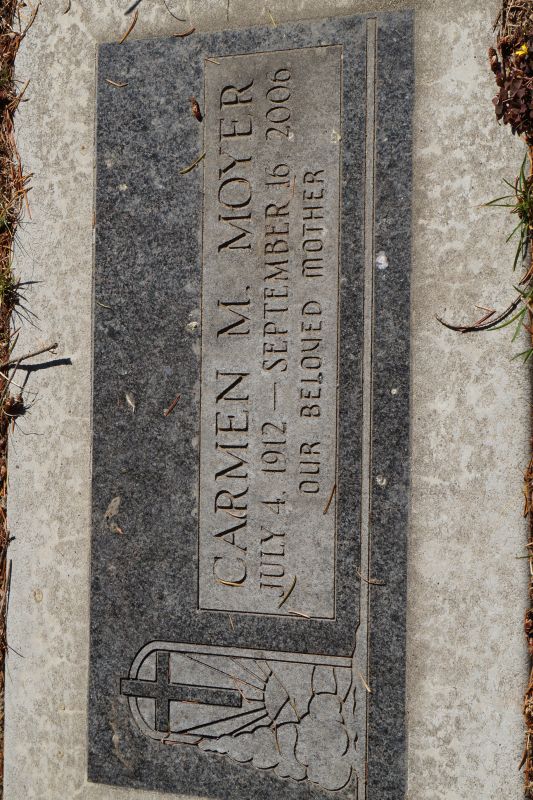 CARMEN M. MOYER
JULY 4, 1912 — SEPTEMBER 16 2006
OUR BELOVED MOTHER